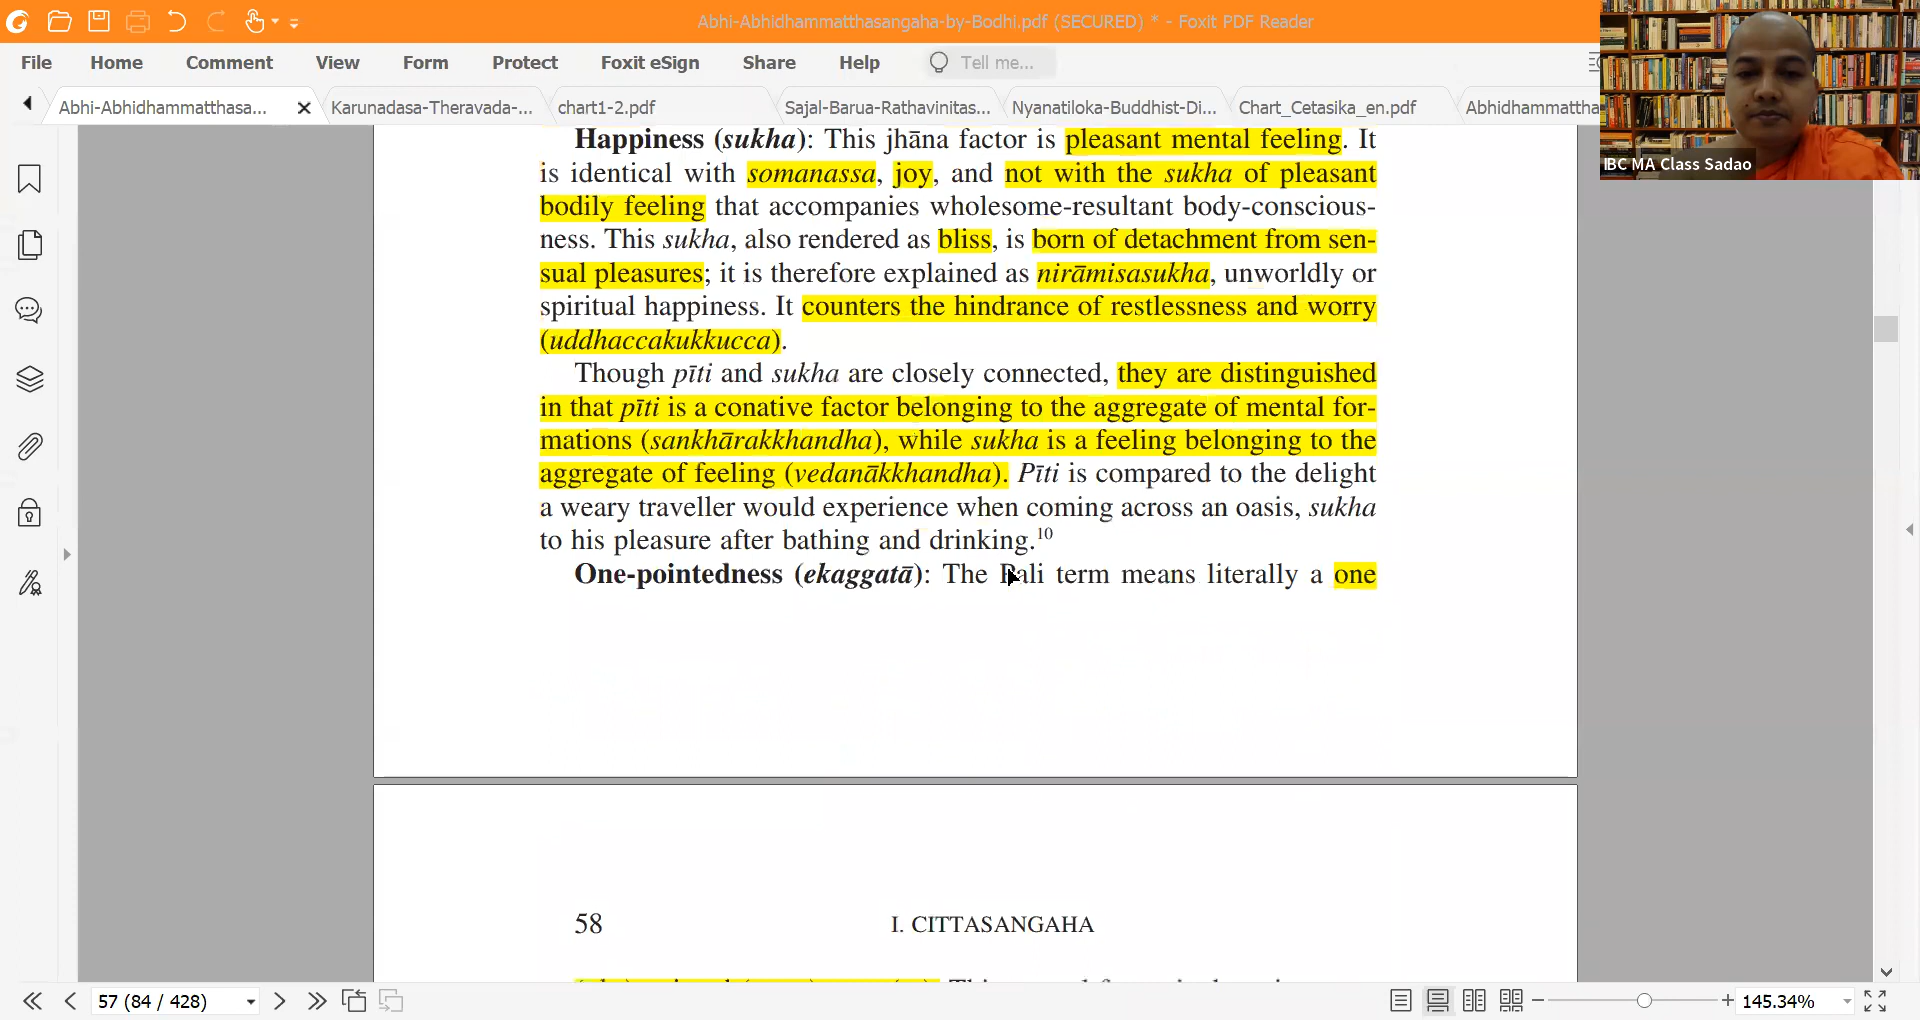 Abhi-Abhidhammatthasangaha-by-Bodhi.pdf (SECURED) * - Foxit PDF Reader
File Home Comment View Form Protect Foxit eSign Share Help Tell me...
Abhi-Abhidhammatthasa... Karunadasa-Theravada-... chart1-2.pdf Sajal-Barua-Rathavinitas... Nyanatiloka-Buddhist-Di... Chart_Cetasika_en.pdf Abhidhammattha
IBC MA Class Sadao
Happiness (sukha): This jhāna factor is pleasant mental feeling. It
is identical with somanassa, joy, and not with the sukha of pleasant
bodily feeling that accompanies wholesome-resultant body-conscious-
ness. This sukha, also rendered as bliss, is born of detachment from sen-
sual pleasures; it is therefore explained as nirāmisasukha, unworldly or
spiritual happiness. It counters the hindrance of restlessness and worry
(uddhaccakukkucca).
Though pīti and sukha are closely connected, they are distinguished
in that pīti is a conative factor belonging to the aggregate of mental for-
mations (sankhārakkhandha), while sukha is a feeling belonging to the
aggregate of feeling (vedanākkhandha). Pīti is compared to the delight
a weary traveller would experience when coming across an oasis, sukha
to his pleasure after bathing and drinking.10
One-pointedness (ekaggatā): The Pali term means literally a one
58 I. CITTASANGAHA
57 (84 / 428) 145.34%